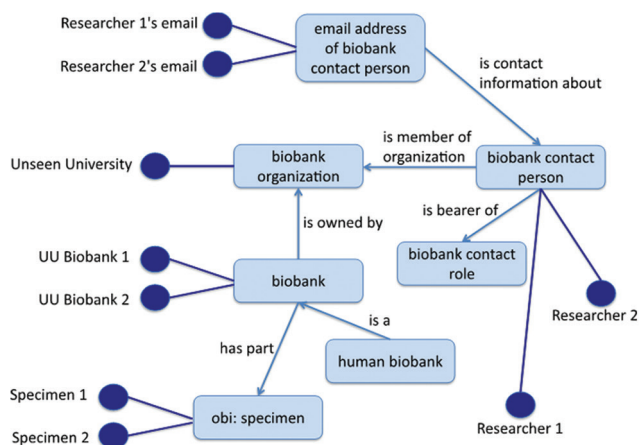 Researcher 1's email
Researcher 2's email
email address
of biobank
contact person
is contact
information about
Unseen University
biobank
organization
is member of
organization
biobank contact
person
is owned by
is bearer of
biobank contact
role
UU Biobank 1
UU Biobank 2
biobank
Researcher 2
is a
has part
human biobank
Specimen 1
Specimen 2
obi: specimen
Researcher 1